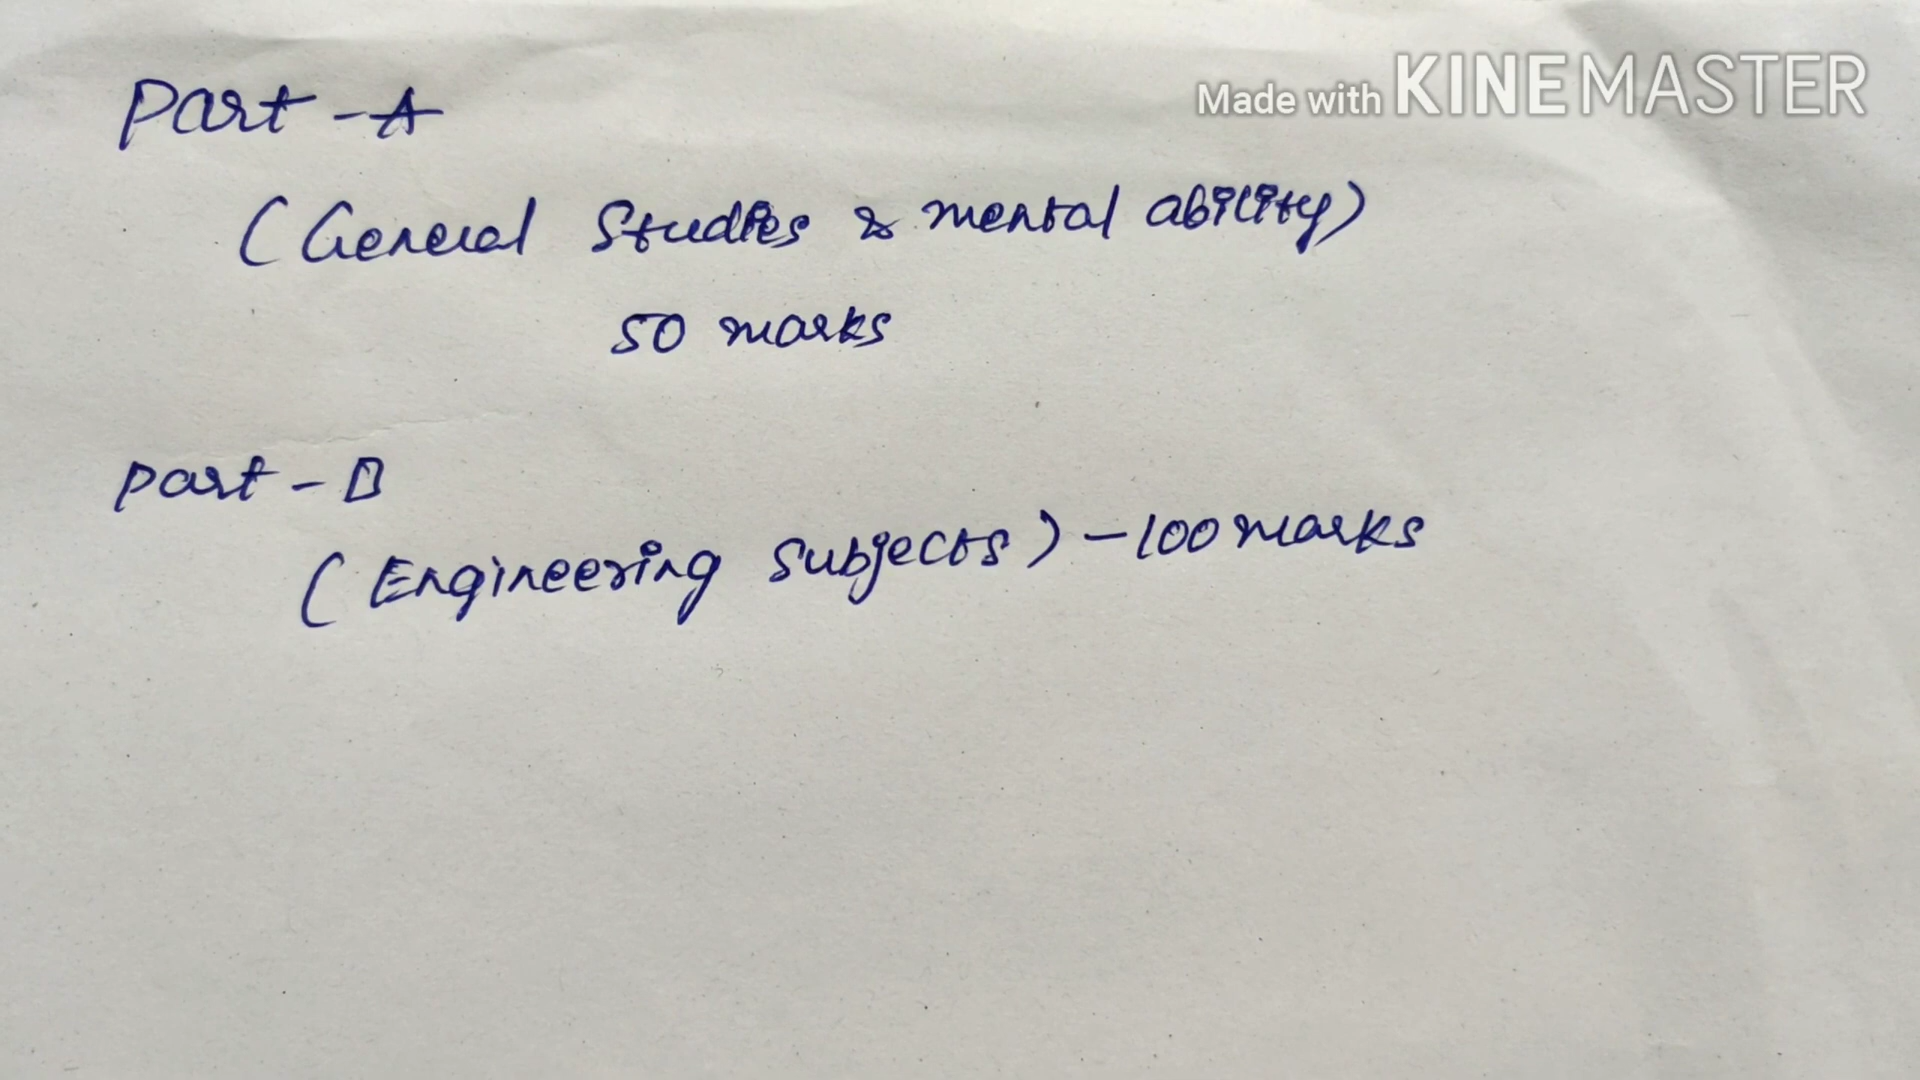 Part - A
Made with KINEMASTER
(General Studies & mental ability)
50 marks
part - B
(Engineering Subjects) - 100 marks